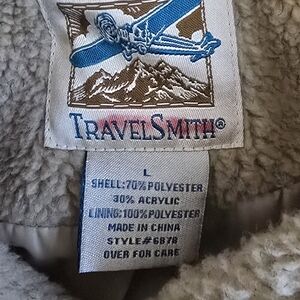 TRAVELSMITH®
L
SHELL:70%POLYESTER
30% ACRYLIC
LINING:100%POLYESTER
MADE IN CHINA
STYLE#6878
OVER FOR CARE